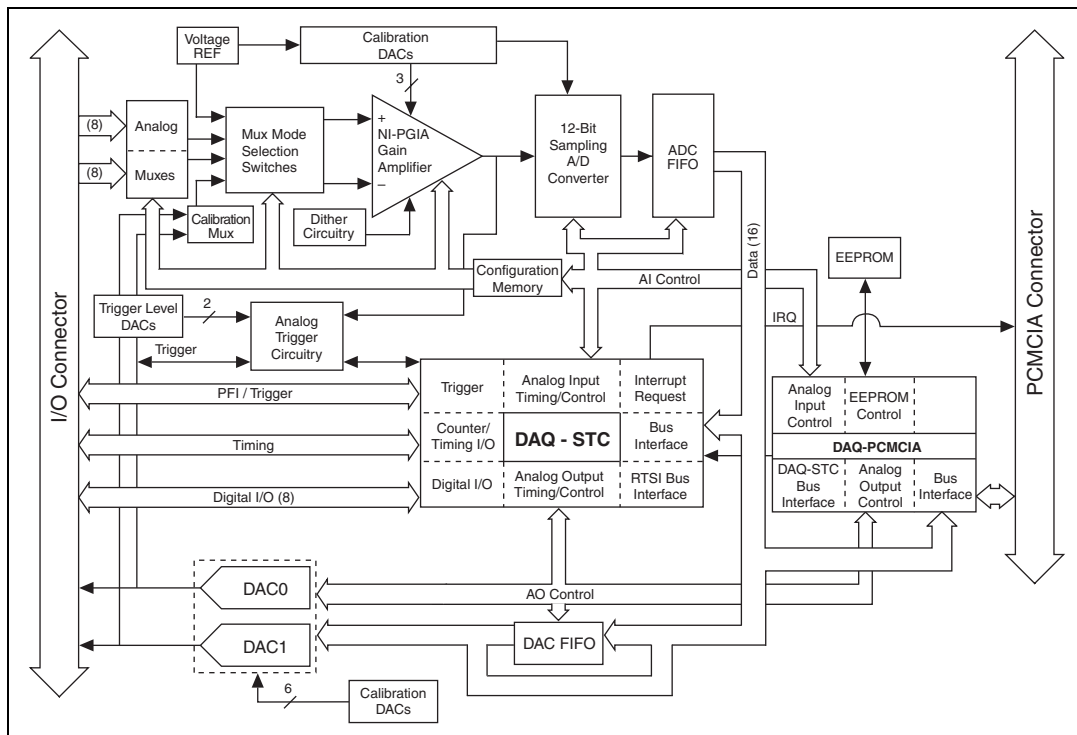 Voltage
REF
Calibration
DACs
3
(8)
(8)
Analog
Muxes
Mux Mode
Selection
Switches
+
NI-PGIA
Gain
Amplifier
–
12-Bit
Sampling
A/D
Converter
ADC
FIFO
Calibration
Mux
Dither
Circuitry
Configuration
Memory
AI Control
Data (16)
EEPROM
Trigger Level
DACs
2
Analog
Trigger
Circuitry
Trigger
IRQ
I/O Connector
PCMCIA Connector
PFI / Trigger
Timing
Digital I/O (8)
Trigger
Analog Input
Timing/Control
Interrupt
Request
Counter/
Timing I/O
DAQ - STC
Bus
Interface
Digital I/O
Analog Output
Timing/Control
RTSI Bus
Interface
Analog
Input
Control
EEPROM
Control
DAQ-PCMCIA
DAQ-STC
Bus
Interface
Analog
Output
Control
Bus
Interface
DAC0
AO Control
DAC1
DAC FIFO
6
Calibration
DACs